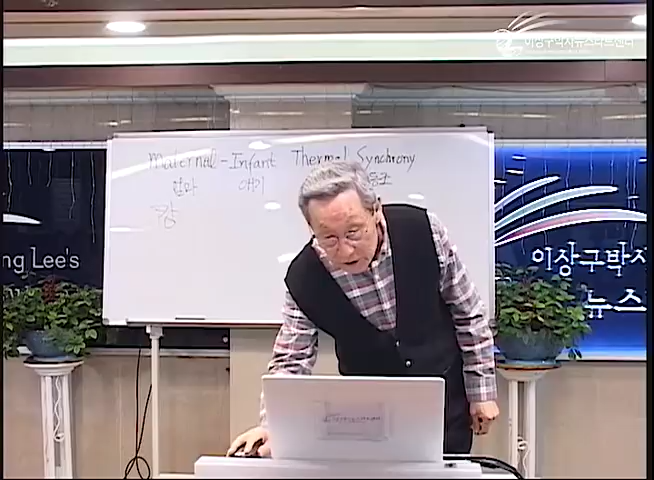 이상구박사뉴스타트센터
Maternal - Infant Thermal Synchrony
엄마 아기 동조
ng Lee's
이상구박사
뉴스